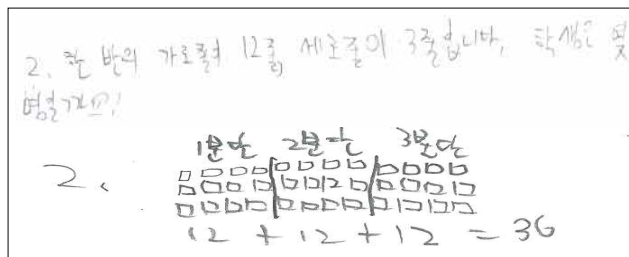 2. 한 반의 가로줄이 12줄, 세로줄이 3줄입니다. 학생은 몇
명일까요!
1분단 2분단 3분단
2.
12 + 12 + 12 = 36